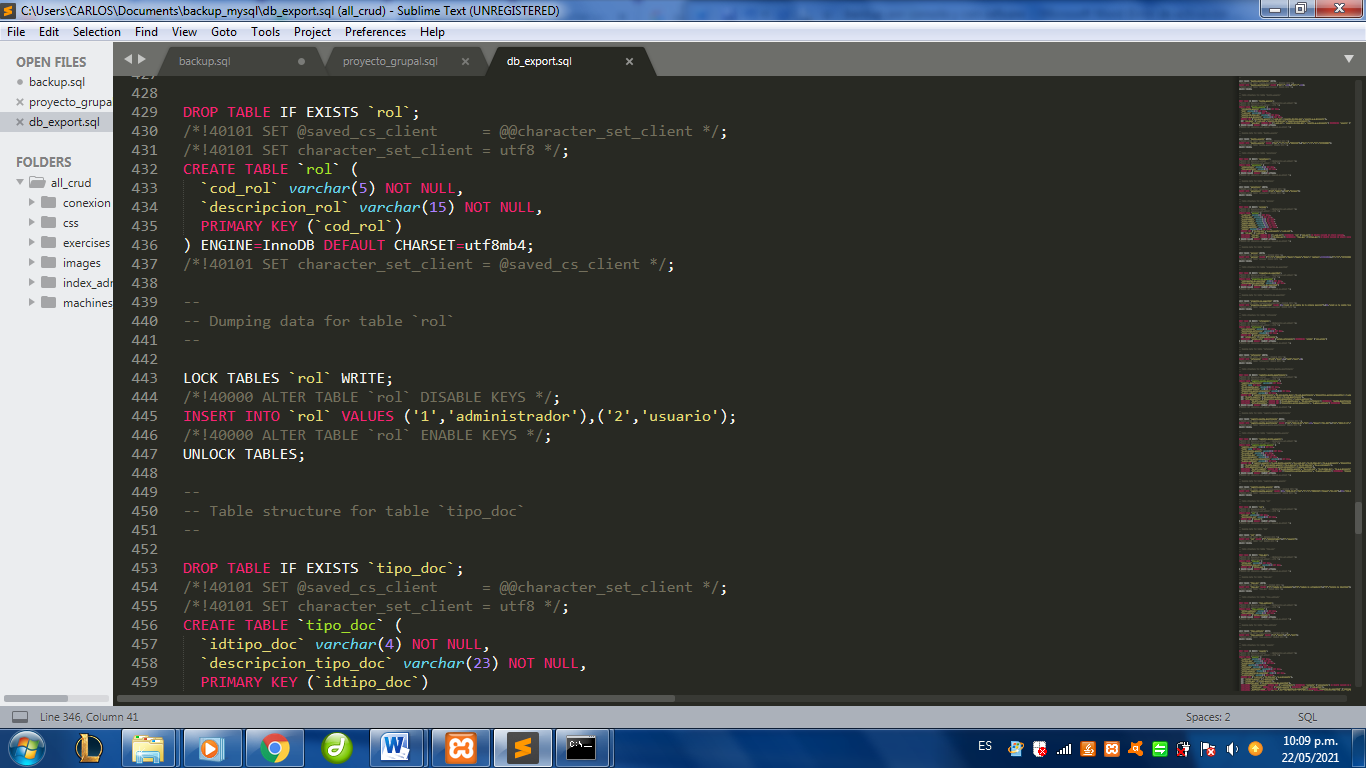 C:\Users\CARLOS\Documents\backup_mysql\db_export.sql (all_crud) - Sublime Text (UNREGISTERED)
File Edit Selection Find View Goto Tools Project Preferences Help
OPEN FILES
backup.sql
proyecto_grupa
db_export.sql
FOLDERS
all_crud
conexion
css
exercises
images
index_adr
machines
backup.sql
proyecto_grupal.sql
db_export.sql
427
428
429 DROP TABLE IF EXISTS `rol`;
430 /*!40101 SET @saved_cs_client     = @@character_set_client */;
431 /*!40101 SET character_set_client = utf8 */;
432 CREATE TABLE `rol` (
433   `cod_rol` varchar(5) NOT NULL,
434   `descripcion_rol` varchar(15) NOT NULL,
435   PRIMARY KEY (`cod_rol`)
436 ) ENGINE=InnoDB DEFAULT CHARSET=utf8mb4;
437 /*!40101 SET character_set_client = @saved_cs_client */;
438
439 --
440 -- Dumping data for table `rol`
441 --
442
443 LOCK TABLES `rol` WRITE;
444 /*!40000 ALTER TABLE `rol` DISABLE KEYS */;
445 INSERT INTO `rol` VALUES ('1','administrador'),('2','usuario');
446 /*!40000 ALTER TABLE `rol` ENABLE KEYS */;
447 UNLOCK TABLES;
448
449 --
450 -- Table structure for table `tipo_doc`
451 --
452
453 DROP TABLE IF EXISTS `tipo_doc`;
454 /*!40101 SET @saved_cs_client     = @@character_set_client */;
455 /*!40101 SET character_set_client = utf8 */;
456 CREATE TABLE `tipo_doc` (
457   `idtipo_doc` varchar(4) NOT NULL,
458   `descripcion_tipo_doc` varchar(23) NOT NULL,
459   PRIMARY KEY (`idtipo_doc`)
Line 346, Column 41
Spaces: 2
SQL
ES
10:09 p.m.
22/05/2021